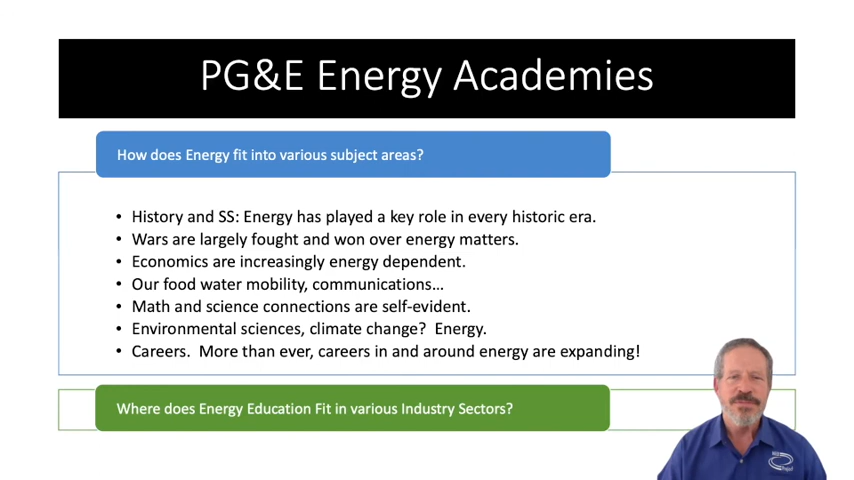 PG&E Energy Academies
How does Energy fit into various subject areas?
• History and SS: Energy has played a key role in every historic era.
• Wars are largely fought and won over energy matters.
• Economics are increasingly energy dependent.
• Our food water mobility, communications…
• Math and science connections are self-evident.
• Environmental sciences, climate change?  Energy.
• Careers.  More than ever, careers in and around energy are expanding!
Where does Energy Education Fit in various Industry Sectors?